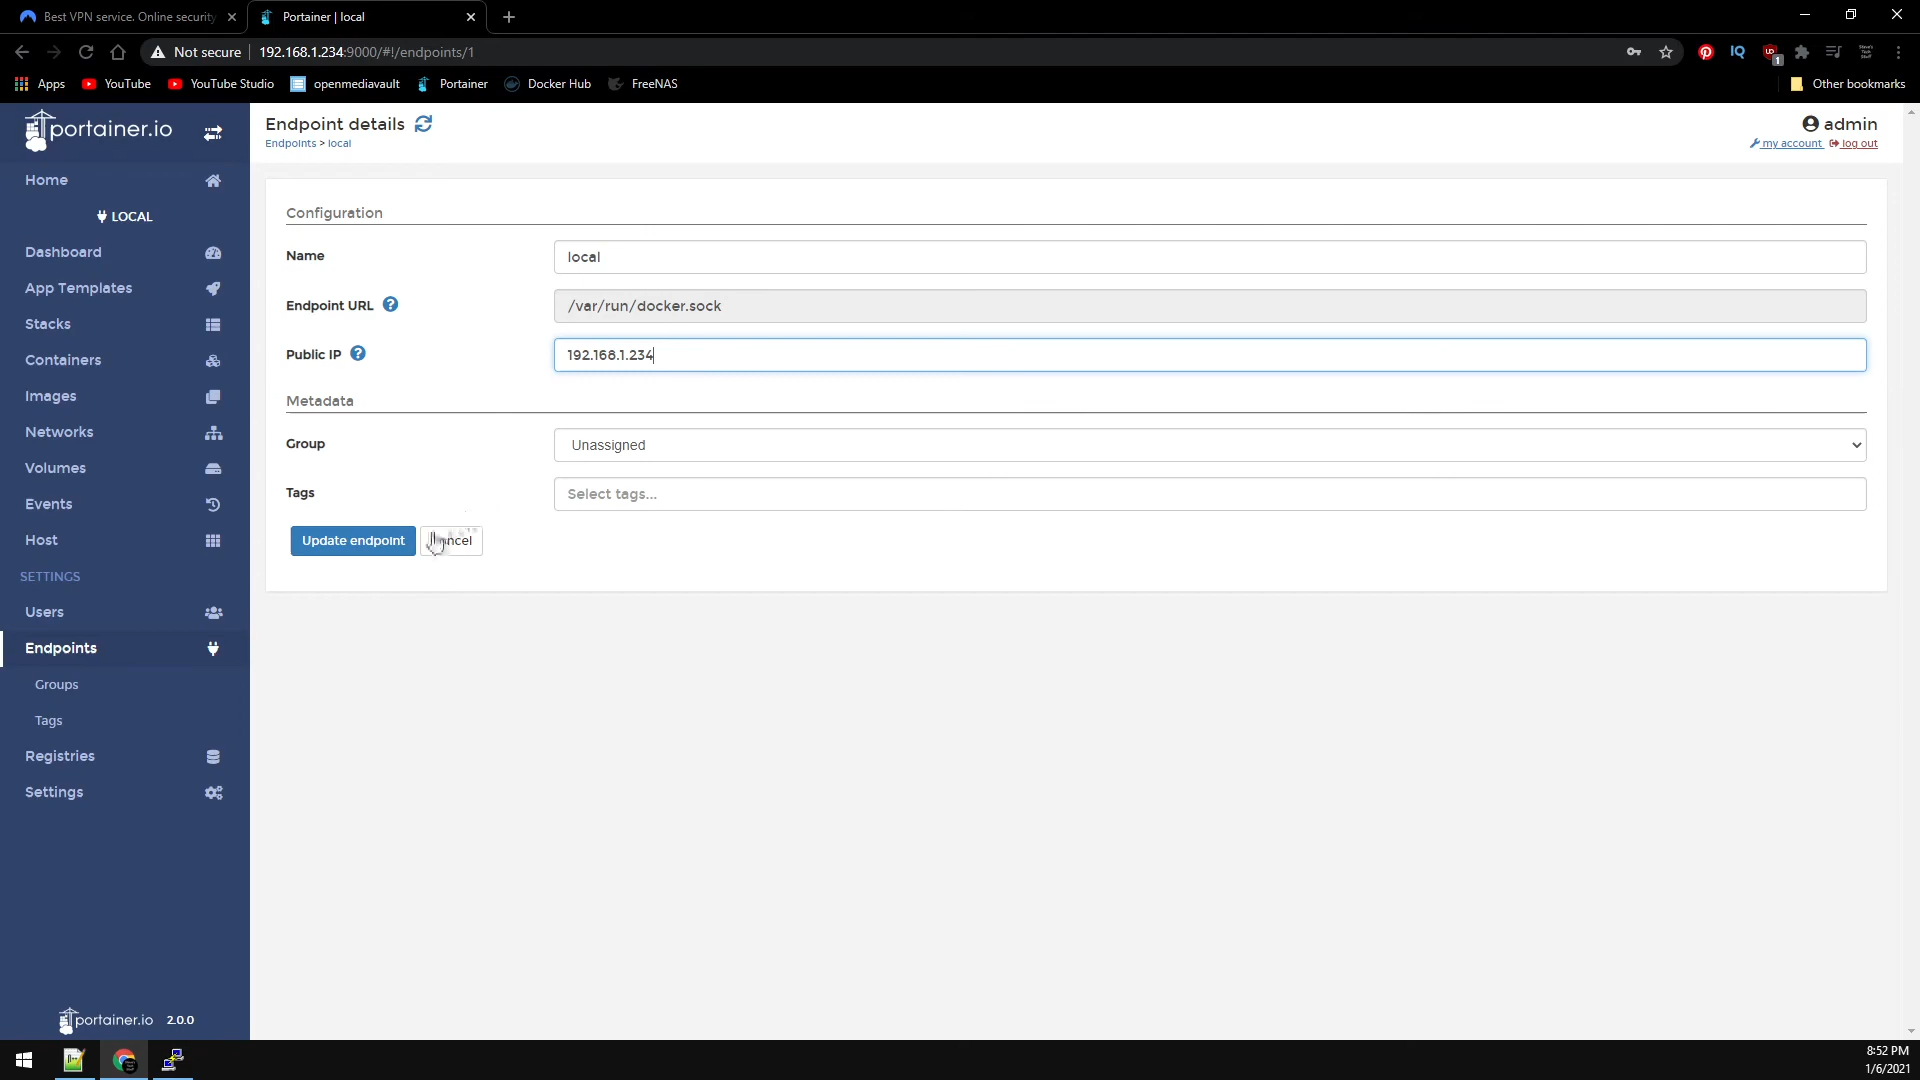 Best VPN service. Online security
Portainer | local
Not secure
192.168.1.234:9000/#!/endpoints/1
Apps
YouTube
YouTube Studio
openmediavault
Portainer
Docker Hub
FreeNAS
Other bookmarks
portainer.io
Home
LOCAL
Dashboard
App Templates
Stacks
Containers
Images
Networks
Volumes
Events
Host
SETTINGS
Users
Endpoints
Groups
Tags
Registries
Settings
portainer.io 2.0.0
Endpoint details
Endpoints > local
admin
my account log out
Configuration
Name
local
Endpoint URL
/var/run/docker.sock
Public IP
192.168.1.234
Metadata
Group
Unassigned
Tags
Select tags...
Update endpoint
8:52 PM
1/6/2021